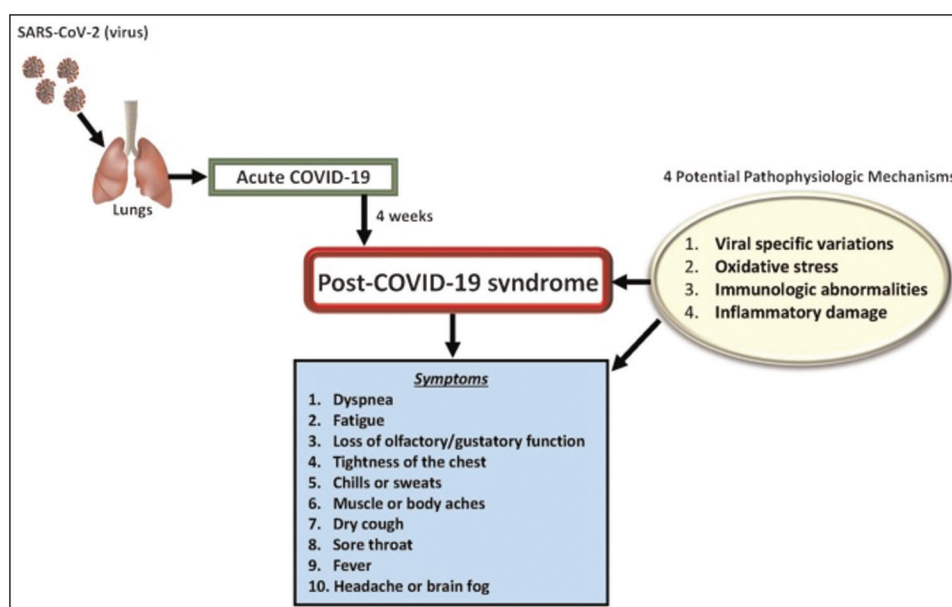 SARS-CoV-2 (virus)
Lungs
Acute COVID-19
4 weeks
Post-COVID-19 syndrome
4 Potential Pathophysiologic Mechanisms
1. Viral specific variations
2. Oxidative stress
3. Immunologic abnormalities
4. Inflammatory damage
Symptoms
1. Dyspnea
2. Fatigue
3. Loss of olfactory/gustatory function
4. Tightness of the chest
5. Chills or sweats
6. Muscle or body aches
7. Dry cough
8. Sore throat
9. Fever
10. Headache or brain fog